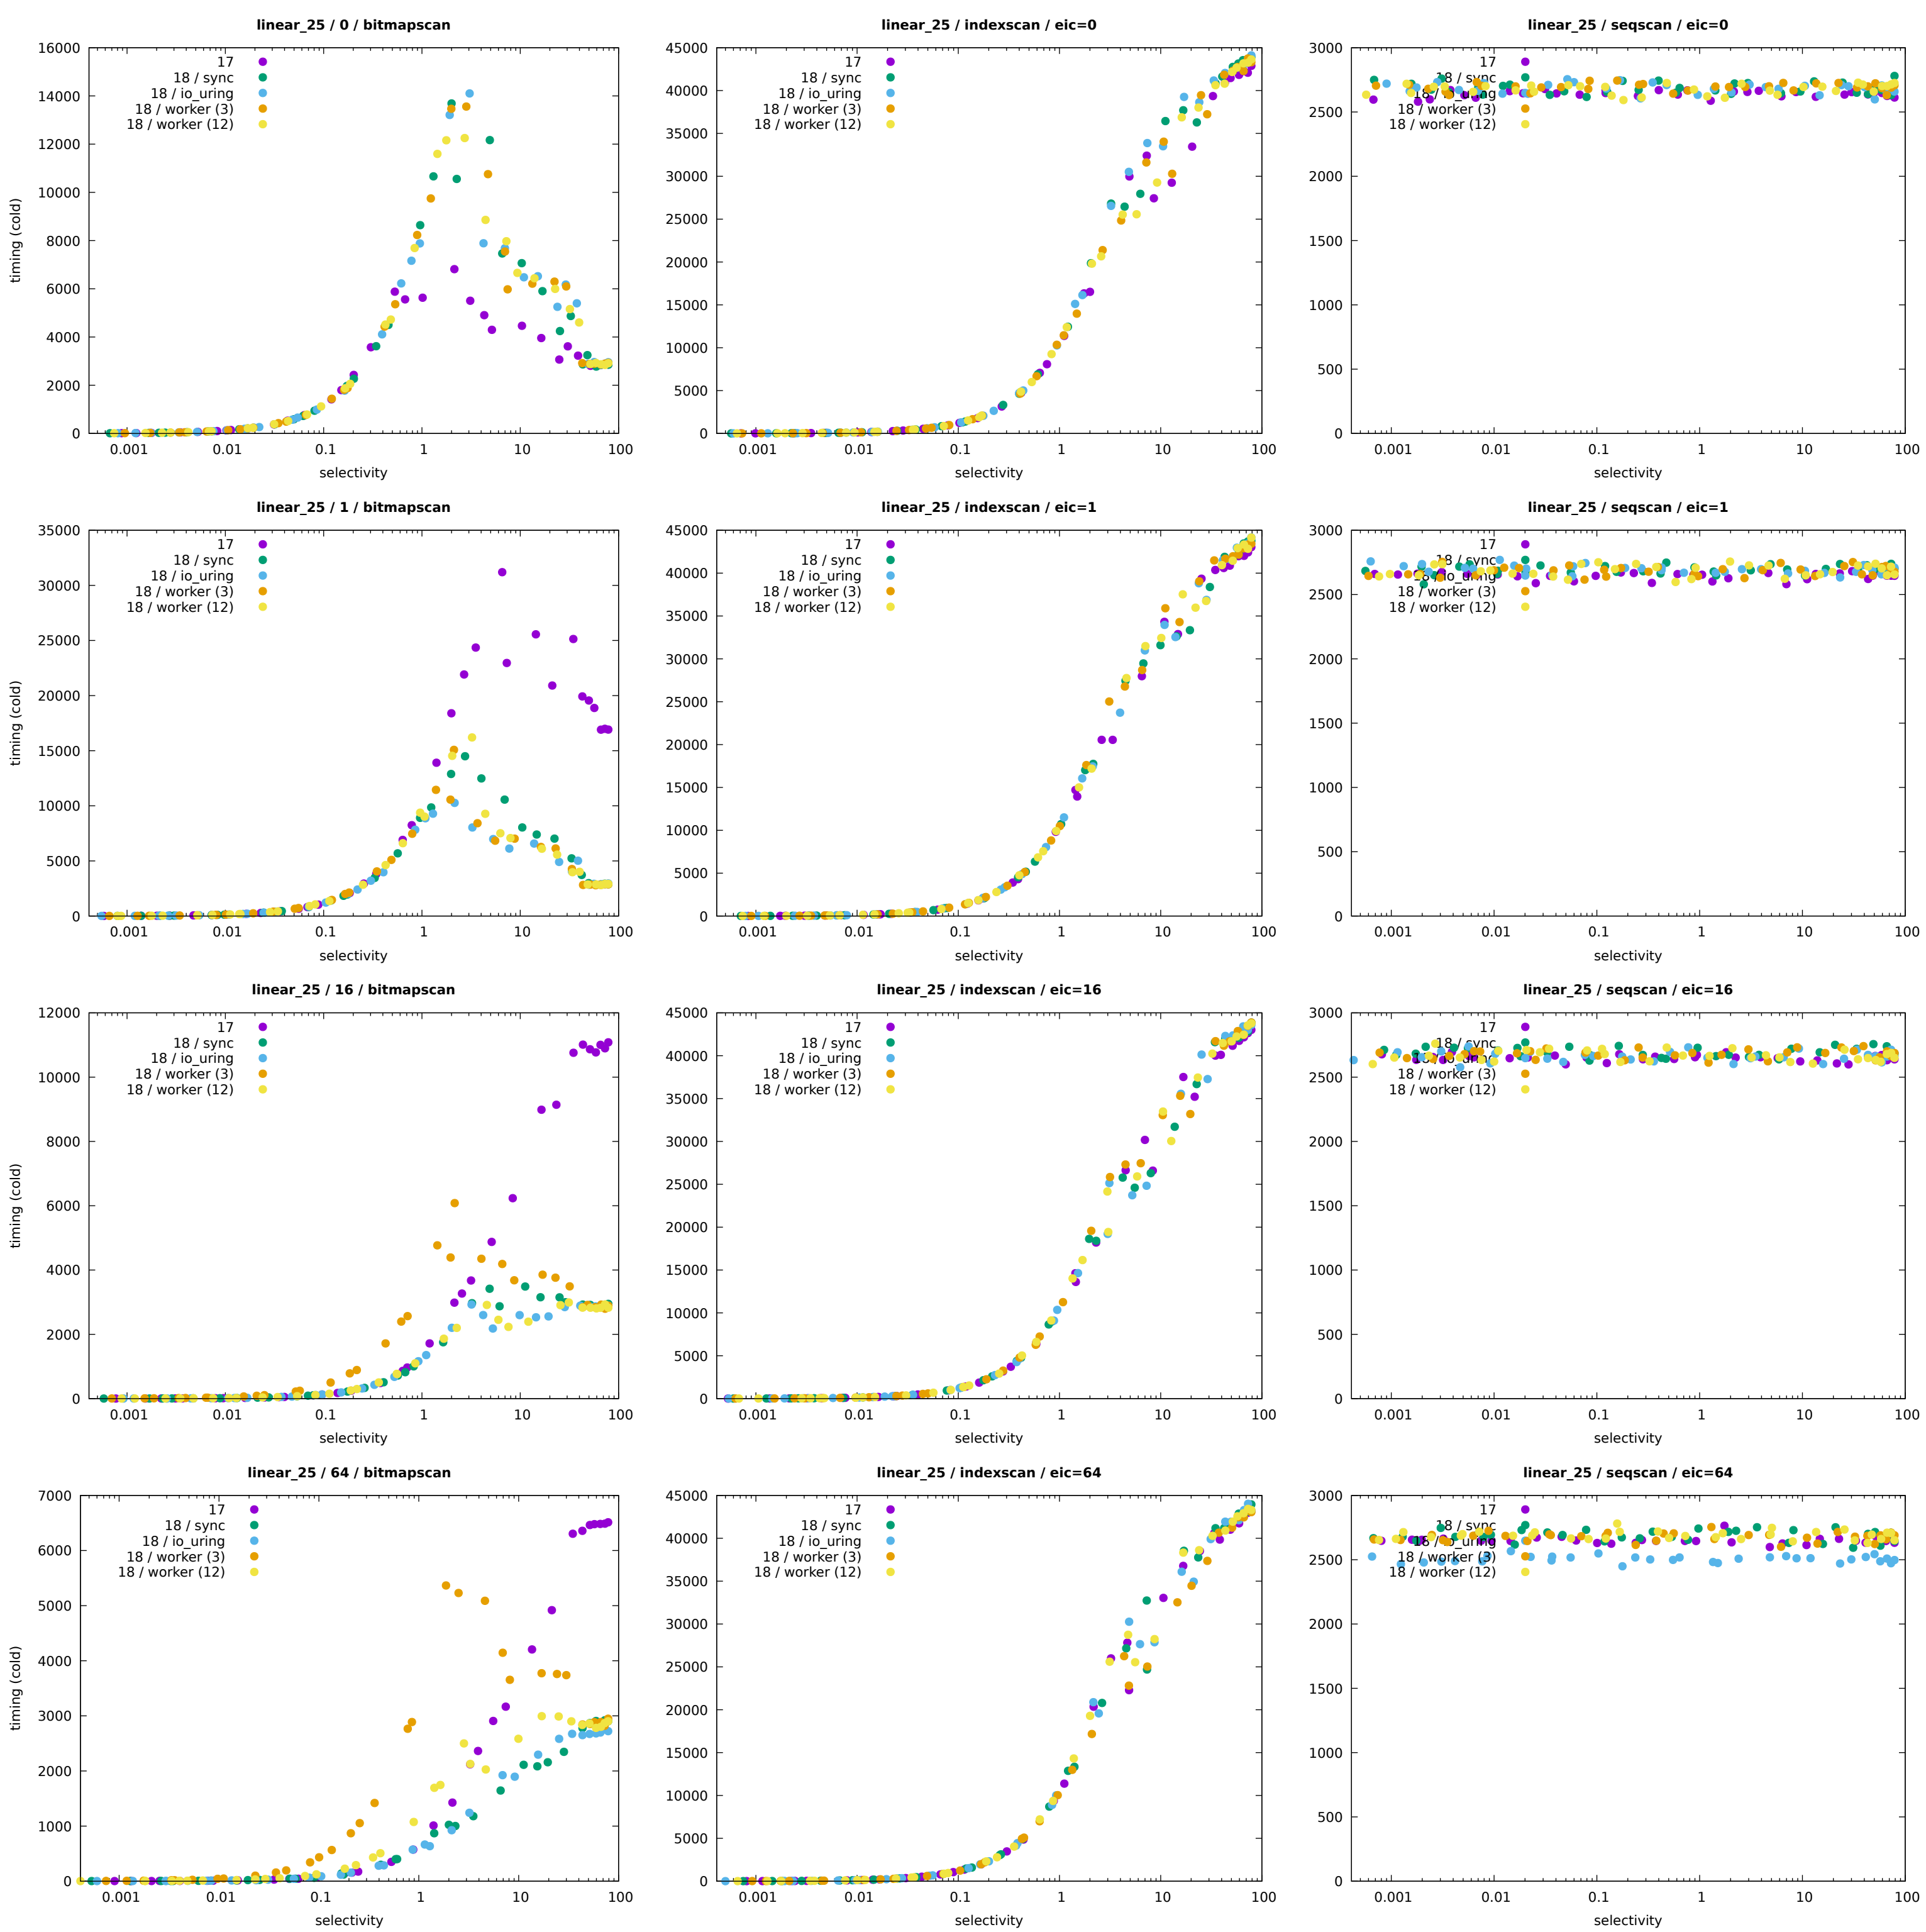 linear_25 / 0 / bitmapscan
16000
14000
12000
10000
8000
6000
4000
2000
0
timing (cold)
17
18 / sync
18 / io_uring
18 / worker (3)
18 / worker (12)
0.001 0.01 0.1 1 10 100
selectivity
linear_25 / indexscan / eic=0
45000
40000
35000
30000
25000
20000
15000
10000
5000
0
17
18 / sync
18 / io_uring
18 / worker (3)
18 / worker (12)
0.001 0.01 0.1 1 10 100
selectivity
linear_25 / seqscan / eic=0
3000
2500
2000
1500
1000
500
0
17
18 / sync
18 / io_uring
18 / worker (3)
18 / worker (12)
0.001 0.01 0.1 1 10 100
selectivity
linear_25 / 1 / bitmapscan
35000
30000
25000
20000
15000
10000
5000
0
timing (cold)
17
18 / sync
18 / io_uring
18 / worker (3)
18 / worker (12)
0.001 0.01 0.1 1 10 100
selectivity
linear_25 / indexscan / eic=1
45000
40000
35000
30000
25000
20000
15000
10000
5000
0
17
18 / sync
18 / io_uring
18 / worker (3)
18 / worker (12)
0.001 0.01 0.1 1 10 100
selectivity
linear_25 / seqscan / eic=1
3000
2500
2000
1500
1000
500
0
17
18 / sync
18 / io_uring
18 / worker (3)
18 / worker (12)
0.001 0.01 0.1 1 10 100
selectivity
linear_25 / 16 / bitmapscan
12000
10000
8000
6000
4000
2000
0
timing (cold)
17
18 / sync
18 / io_uring
18 / worker (3)
18 / worker (12)
0.001 0.01 0.1 1 10 100
selectivity
linear_25 / indexscan / eic=16
45000
40000
35000
30000
25000
20000
15000
10000
5000
0
17
18 / sync
18 / io_uring
18 / worker (3)
18 / worker (12)
0.001 0.01 0.1 1 10 100
selectivity
linear_25 / seqscan / eic=16
3000
2500
2000
1500
1000
500
0
17
18 / sync
18 / io_uring
18 / worker (3)
18 / worker (12)
0.001 0.01 0.1 1 10 100
selectivity
linear_25 / 64 / bitmapscan
7000
6000
5000
4000
3000
2000
1000
0
timing (cold)
17
18 / sync
18 / io_uring
18 / worker (3)
18 / worker (12)
0.001 0.01 0.1 1 10 100
selectivity
linear_25 / indexscan / eic=64
45000
40000
35000
30000
25000
20000
15000
10000
5000
0
17
18 / sync
18 / io_uring
18 / worker (3)
18 / worker (12)
0.001 0.01 0.1 1 10 100
selectivity
linear_25 / seqscan / eic=64
3000
2500
2000
1500
1000
500
0
17
18 / sync
18 / io_uring
18 / worker (3)
18 / worker (12)
0.001 0.01 0.1 1 10 100
selectivity